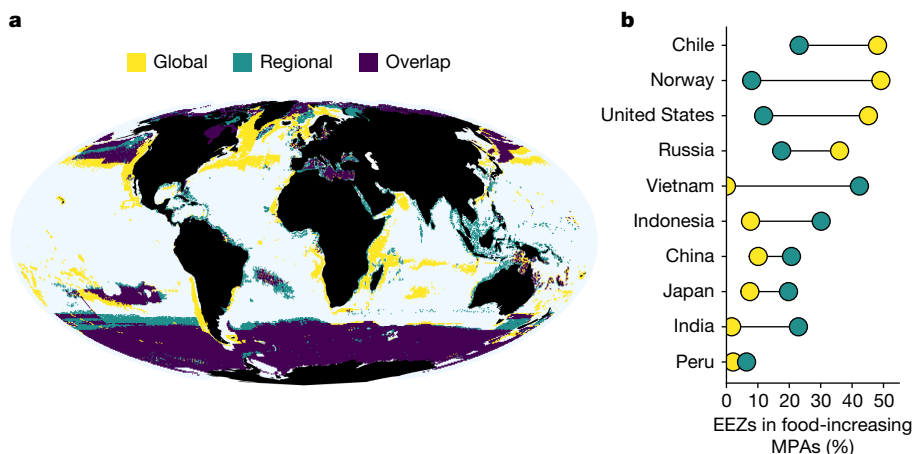 a
Global
Regional
Overlap
b
Chile
Norway
United States
Russia
Vietnam
Indonesia
China
Japan
India
Peru
0 10 20 30 40 50
EEZs in food-increasing
MPAs (%)